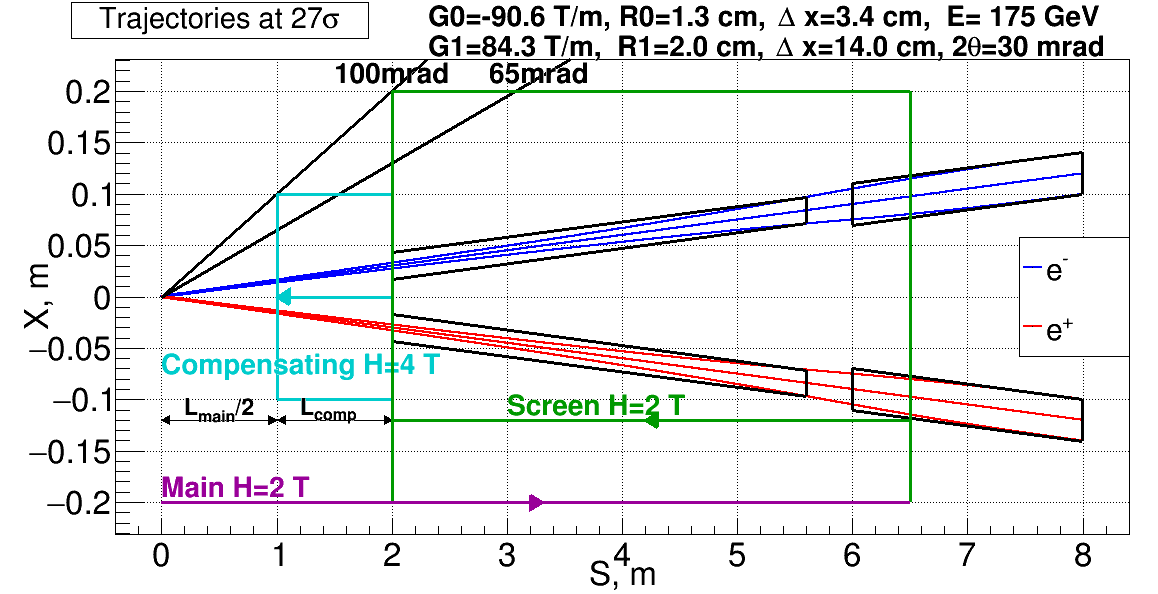 Trajectories at 27σ
G0=-90.6 T/m, R0=1.3 cm, Δ x=3.4 cm, E= 175 GeV
G1=84.3 T/m, R1=2.0 cm, Δ x=14.0 cm, 2θ=30 mrad
100mrad 65mrad
X, m
0.2
0.15
0.1
0.05
0
−0.05
−0.1
−0.15
−0.2
e-
e+
Compensating H=4 T
Lmain/2 Lcomp
Screen H=2 T
Main H=2 T
0 1 2 3 4 5 6 7 8
S, m